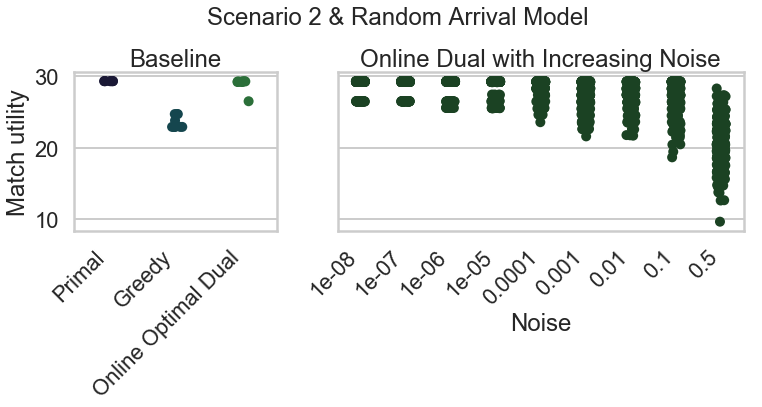 Scenario 2 & Random Arrival Model
Baseline
Online Dual with Increasing Noise
Match utility
30
20
10
Primal
Greedy
Online Optimal Dual
1e-08
1e-07
1e-06
1e-05
0.0001
0.001
0.01
0.1
0.5
Noise